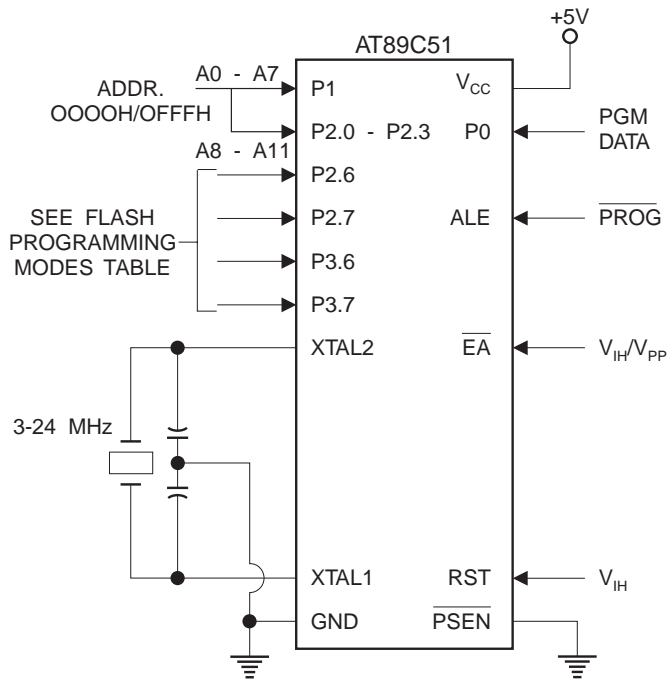 +5V
AT89C51
A0 - A7
ADDR.
OOOOH/OFFFH
P1
VCC
P2.0 - P2.3
P0
PGM
DATA
A8 - A11
P2.6
SEE FLASH
PROGRAMMING
MODES TABLE
P2.7
ALE
PROG
P3.6
P3.7
XTAL2
EA
VIH/VPP
3-24 MHz
XTAL1
RST
VIH
GND
PSEN